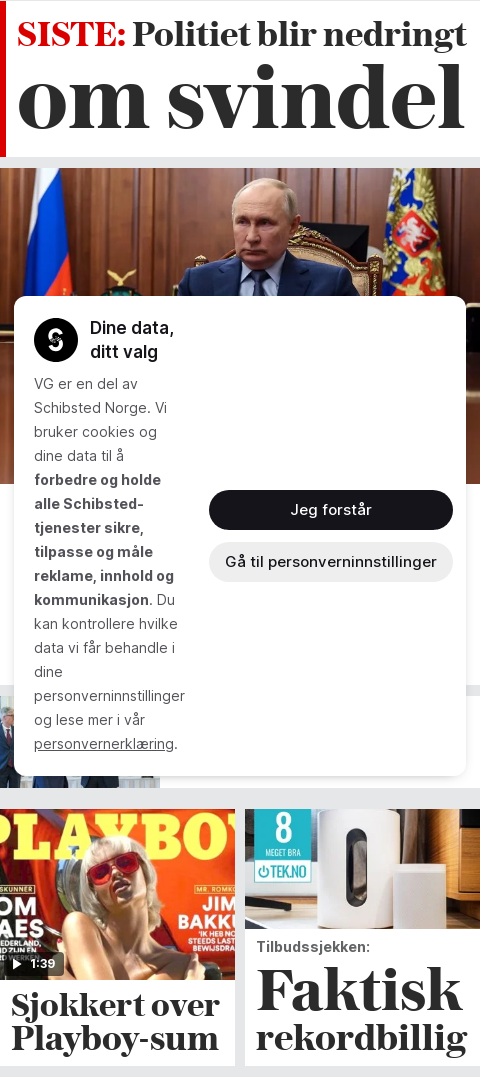 SISTE: Politiet blir nedringt
om svindel
Dine data,
ditt valg
VG er en del av
Schibsted Norge. Vi
bruker cookies og
dine data til å
forbedre og holde
alle Schibsted-
tjenester sikre,
tilpasse og måle
reklame, innhold og
kommunikasjon. Du
kan kontrollere hvilke
data vi får behandle i
dine
personverninnstillinger
og lese mer i vår
personvernerklæring.
Jeg forstår
Gå til personverninnstillinger
PLAYBOY
MR. ROMKO
JIM
BAKKU
1:39
Sjokkert over
Playboy-sum
8
MEGET BRA
TEK.NO
Tilbudssjekken:
Faktisk
rekordbillig